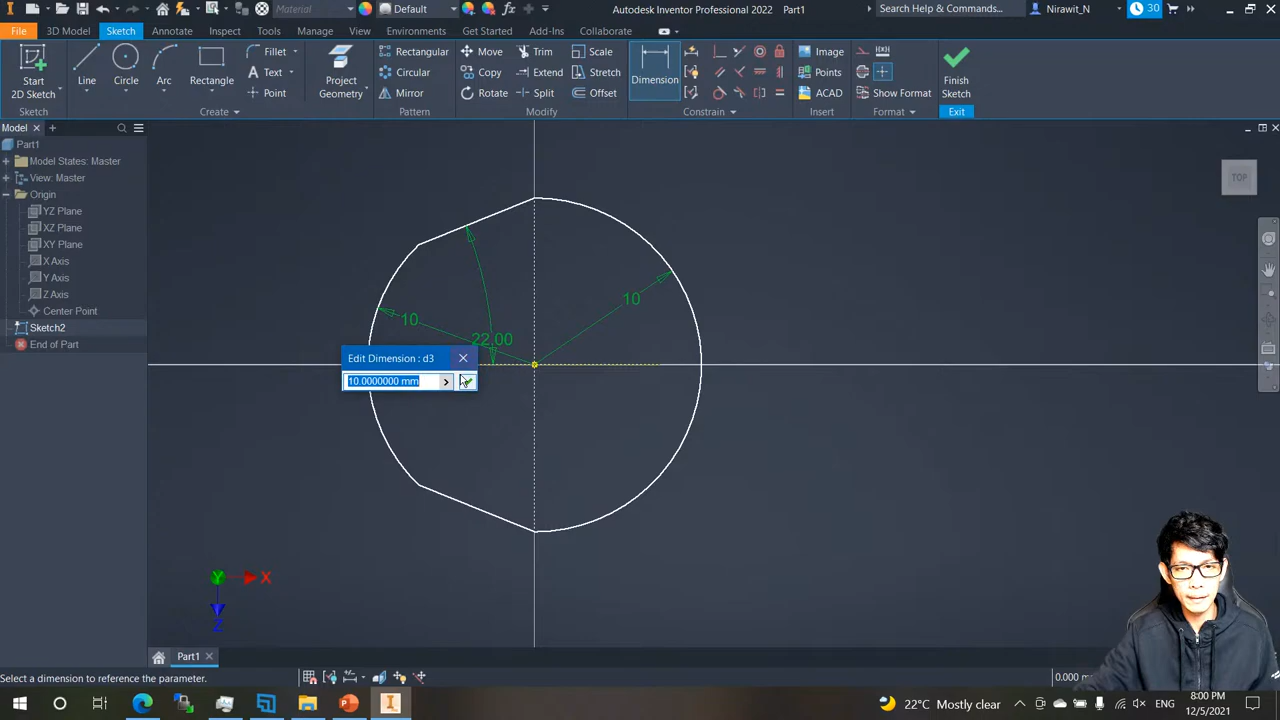 Material
Default
Autodesk Inventor Professional 2022   Part1
Search Help & Commands...
Nirawit_N
30
File
3D Model
Sketch
Annotate
Inspect
Tools
Manage
View
Environments
Get Started
Add-Ins
Collaborate
Start
2D Sketch
Line
Circle
Arc
Rectangle
Fillet
Text
Point
Project
Geometry
Rectangular
Circular
Mirror
Move
Copy
Rotate
Trim
Extend
Split
Scale
Stretch
Offset
Dimension
Image
Points
ACAD
Show Format
Finish
Sketch
Sketch
Create
Pattern
Modify
Constrain
Insert
Format
Exit
Model
Part1
Model States: Master
View: Master
Origin
YZ Plane
XZ Plane
XY Plane
X Axis
Y Axis
Z Axis
Center Point
Sketch2
End of Part
TOP
10
10
22.00
Edit Dimension : d3
10.0000000 mm
Y
X
Z
Part1
Select a dimension to reference the parameter.
0.000 m
22°C Mostly clear
8:00 PM
12/5/2021